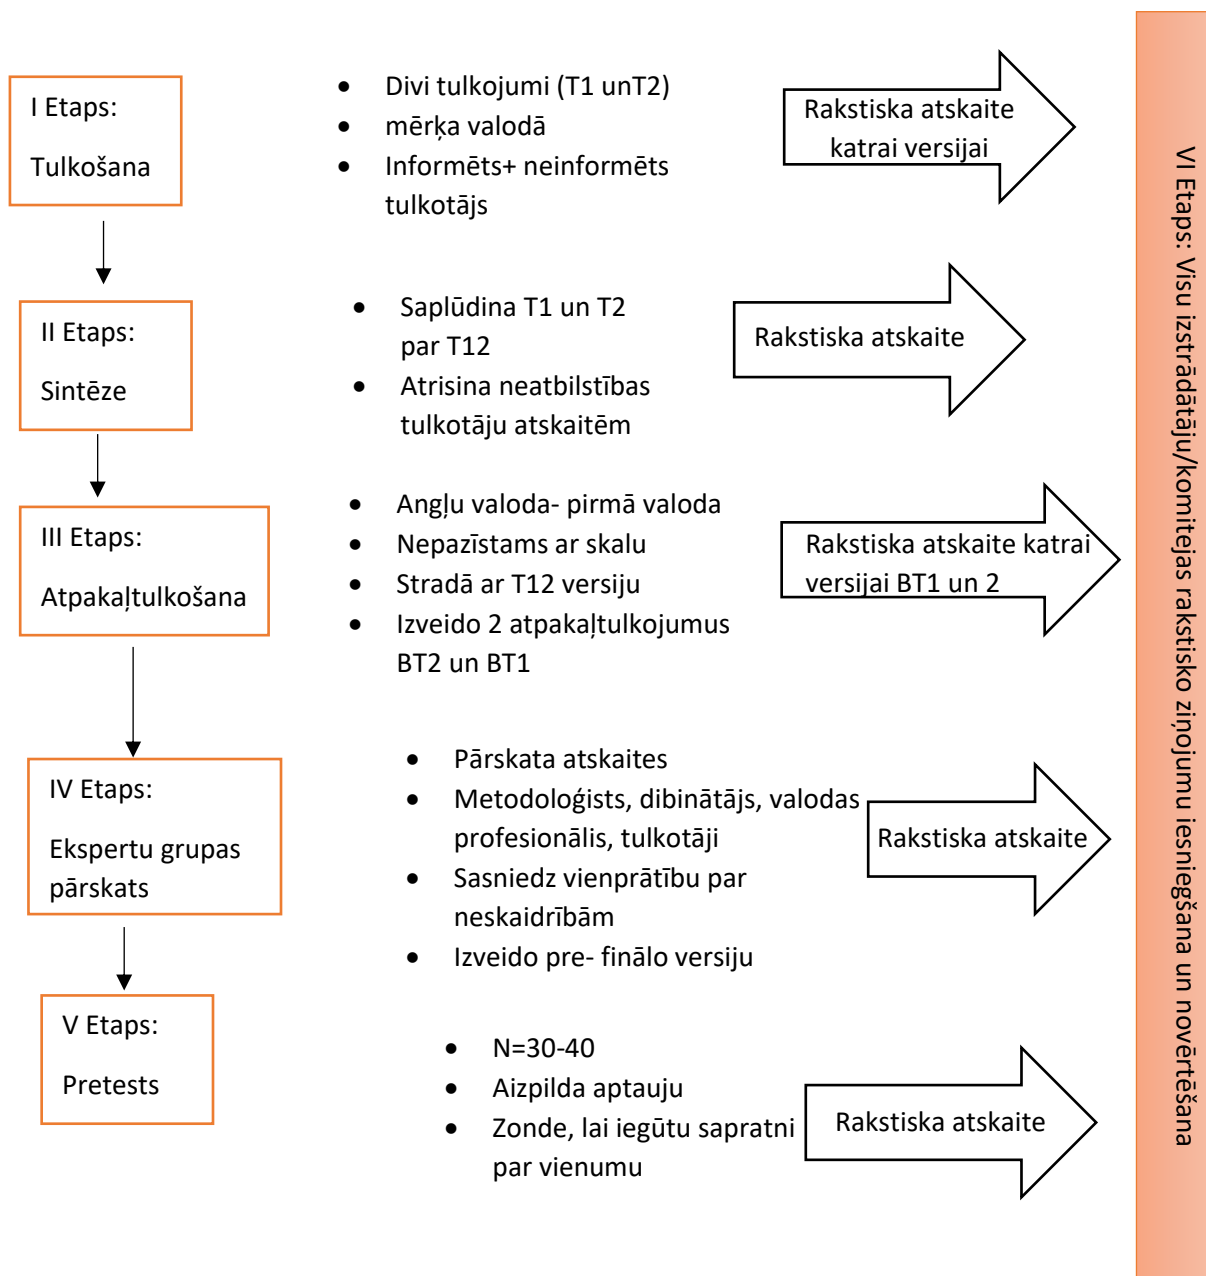 I Etaps:
Tulkošana
• Divi tulkojumi (T1 unT2)
• mērķa valodā
• Informēts+ neinformēts
tulkotājs
Rakstiska atskaite
katrai versijai
II Etaps:
Sintēze
• Saplūdina T1 un T2
par T12
• Atrisina neatbilstības
tulkotāju atskaitēm
Rakstiska atskaite
III Etaps:
Atpakaļtulkošana
• Angļu valoda- pirmā valoda
• Nepazīstams ar skalu
• Stradā ar T12 versiju
• Izveido 2 atpakaļtulkojumus
BT2 un BT1
Rakstiska atskaite katrai
versijai BT1 un 2
IV Etaps:
Ekspertu grupas
pārskats
• Pārskata atskaites
• Metodoloģists, dibinātājs, valodas
profesionālis, tulkotāji
• Sasniedz vienprātību par
neskaidrībām
• Izveido pre- finālo versiju
Rakstiska atskaite
V Etaps:
Pretests
• N=30-40
• Aizpilda aptauju
• Zonde, lai iegūtu sapratni
par vienumu
Rakstiska atskaite
VI Etaps: Visu izstrādātāju/komitejas rakstisko ziņojumu iesniegšana un novērtēšana